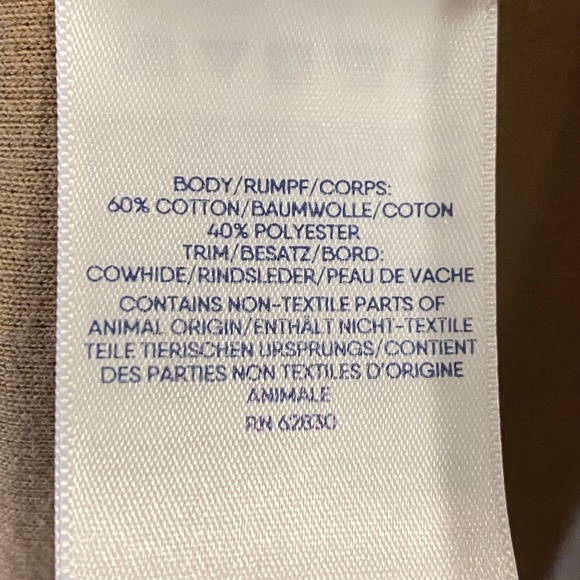 BODY/RUMPF/CORPS:
60% COTTON/BAUMWOLLE/COTON
40% POLYESTER
TRIM/BESATZ/BORD:
COWHIDE/RINDSLEDER/PEAU DE VACHE
CONTAINS NON-TEXTILE PARTS OF
ANIMAL ORIGIN/ENTHÄLT NICHT-TEXTILE
TEILE TIERISCHEN URSPRUNGS/CONTIENT
DES PARTIES NON TEXTILES D'ORIGINE
ANIMALE
RN 62830